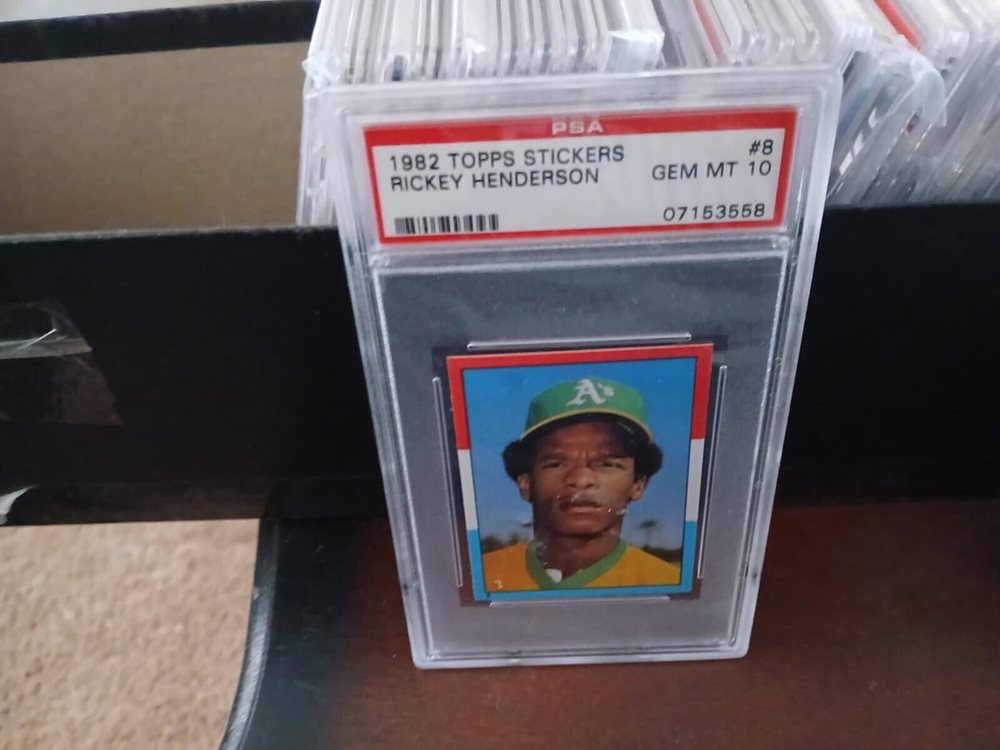 PSA
1982 TOPPS STICKERS #8
RICKEY HENDERSON GEM MT 10
07153558
A's